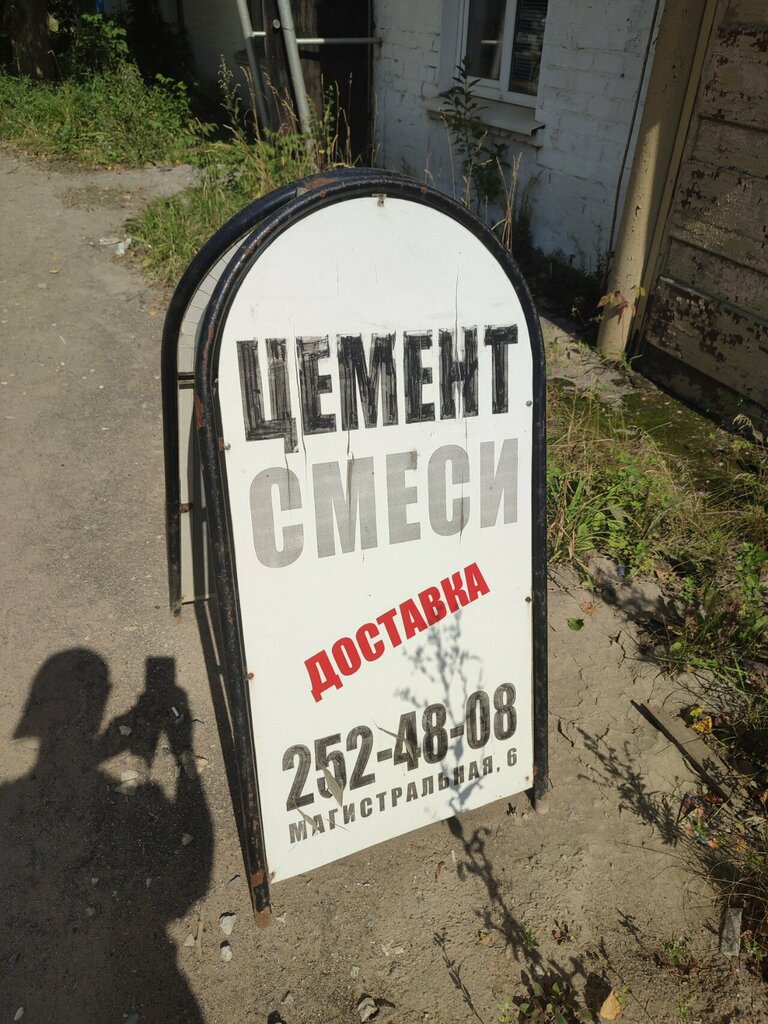 ЦЕМЕНТ
СМЕСИ
ДОСТАВКА
252-48-08
МАГИСТРАЛЬНАЯ, 6